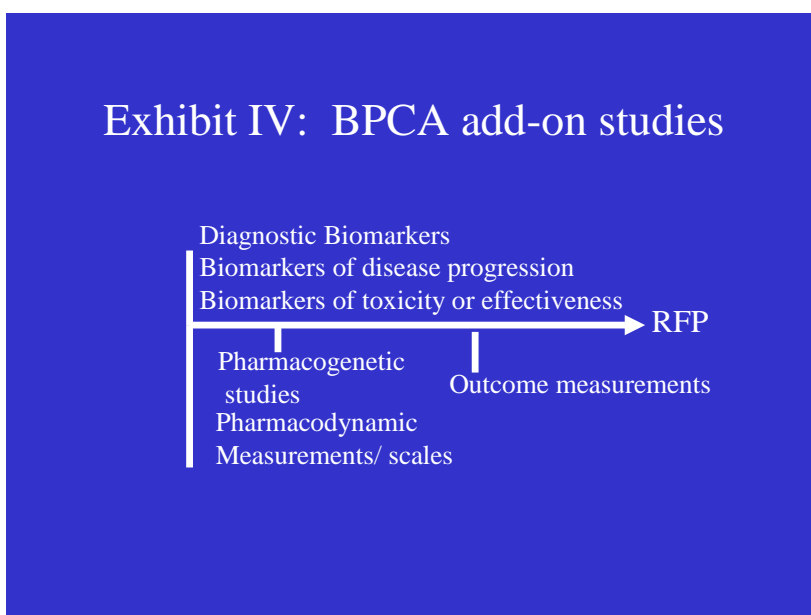 Exhibit IV: BPCA add-on studies
Diagnostic Biomarkers
Biomarkers of disease progression
Biomarkers of toxicity or effectiveness
RFP
Pharmacogenetic
studies
Pharmacodynamic
Measurements/ scales
Outcome measurements